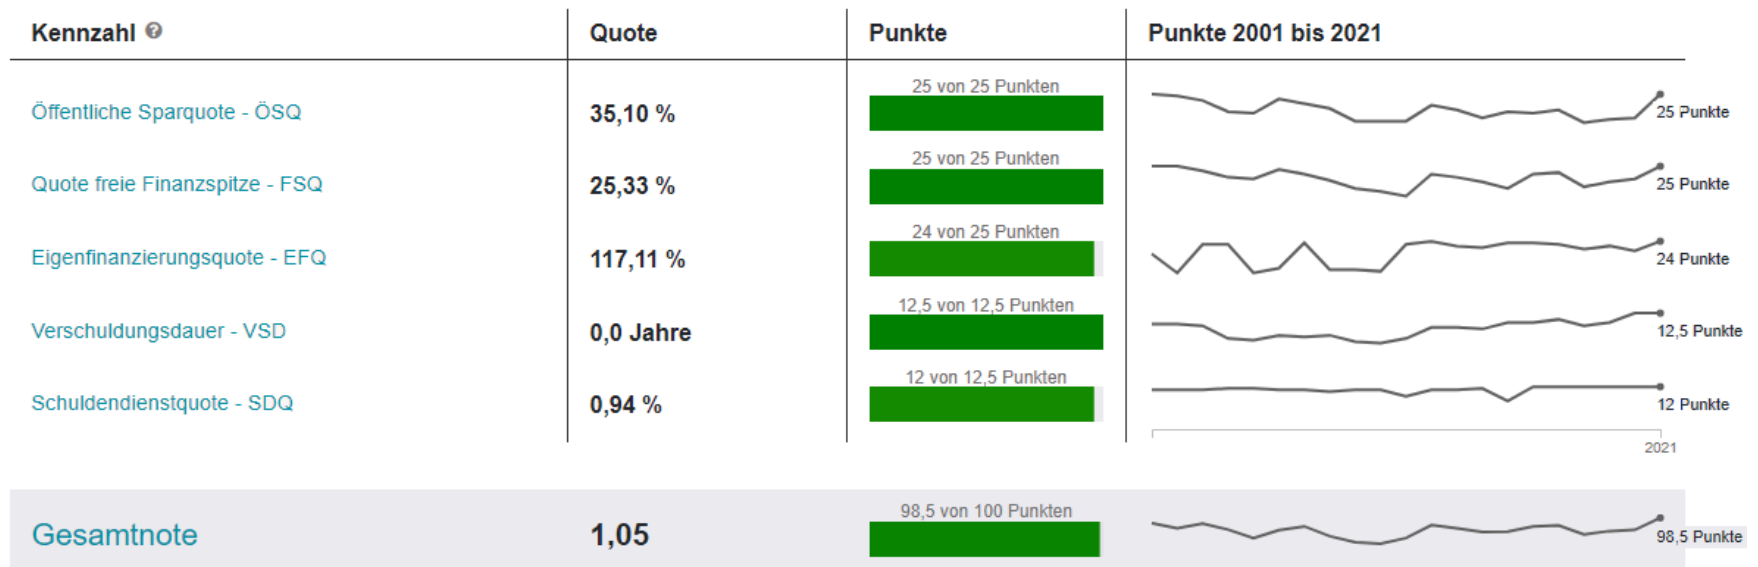 Kennzahl ? Quote Punkte Punkte 2001 bis 2021
25 von 25 Punkten
Öffentliche Sparquote - ÖSQ 35,10 % 25 Punkte
25 von 25 Punkten
Quote freie Finanzspitze - FSQ 25,33 % 25 Punkte
24 von 25 Punkten
Eigenfinanzierungsquote - EFQ 117,11 % 24 Punkte
12,5 von 12,5 Punkten
Verschuldungsdauer - VSD 0,0 Jahre 12,5 Punkte
12 von 12,5 Punkten
Schuldendienstquote - SDQ 0,94 % 12 Punkte
2021
98,5 von 100 Punkten
Gesamtnote 1,05 98,5 Punkte